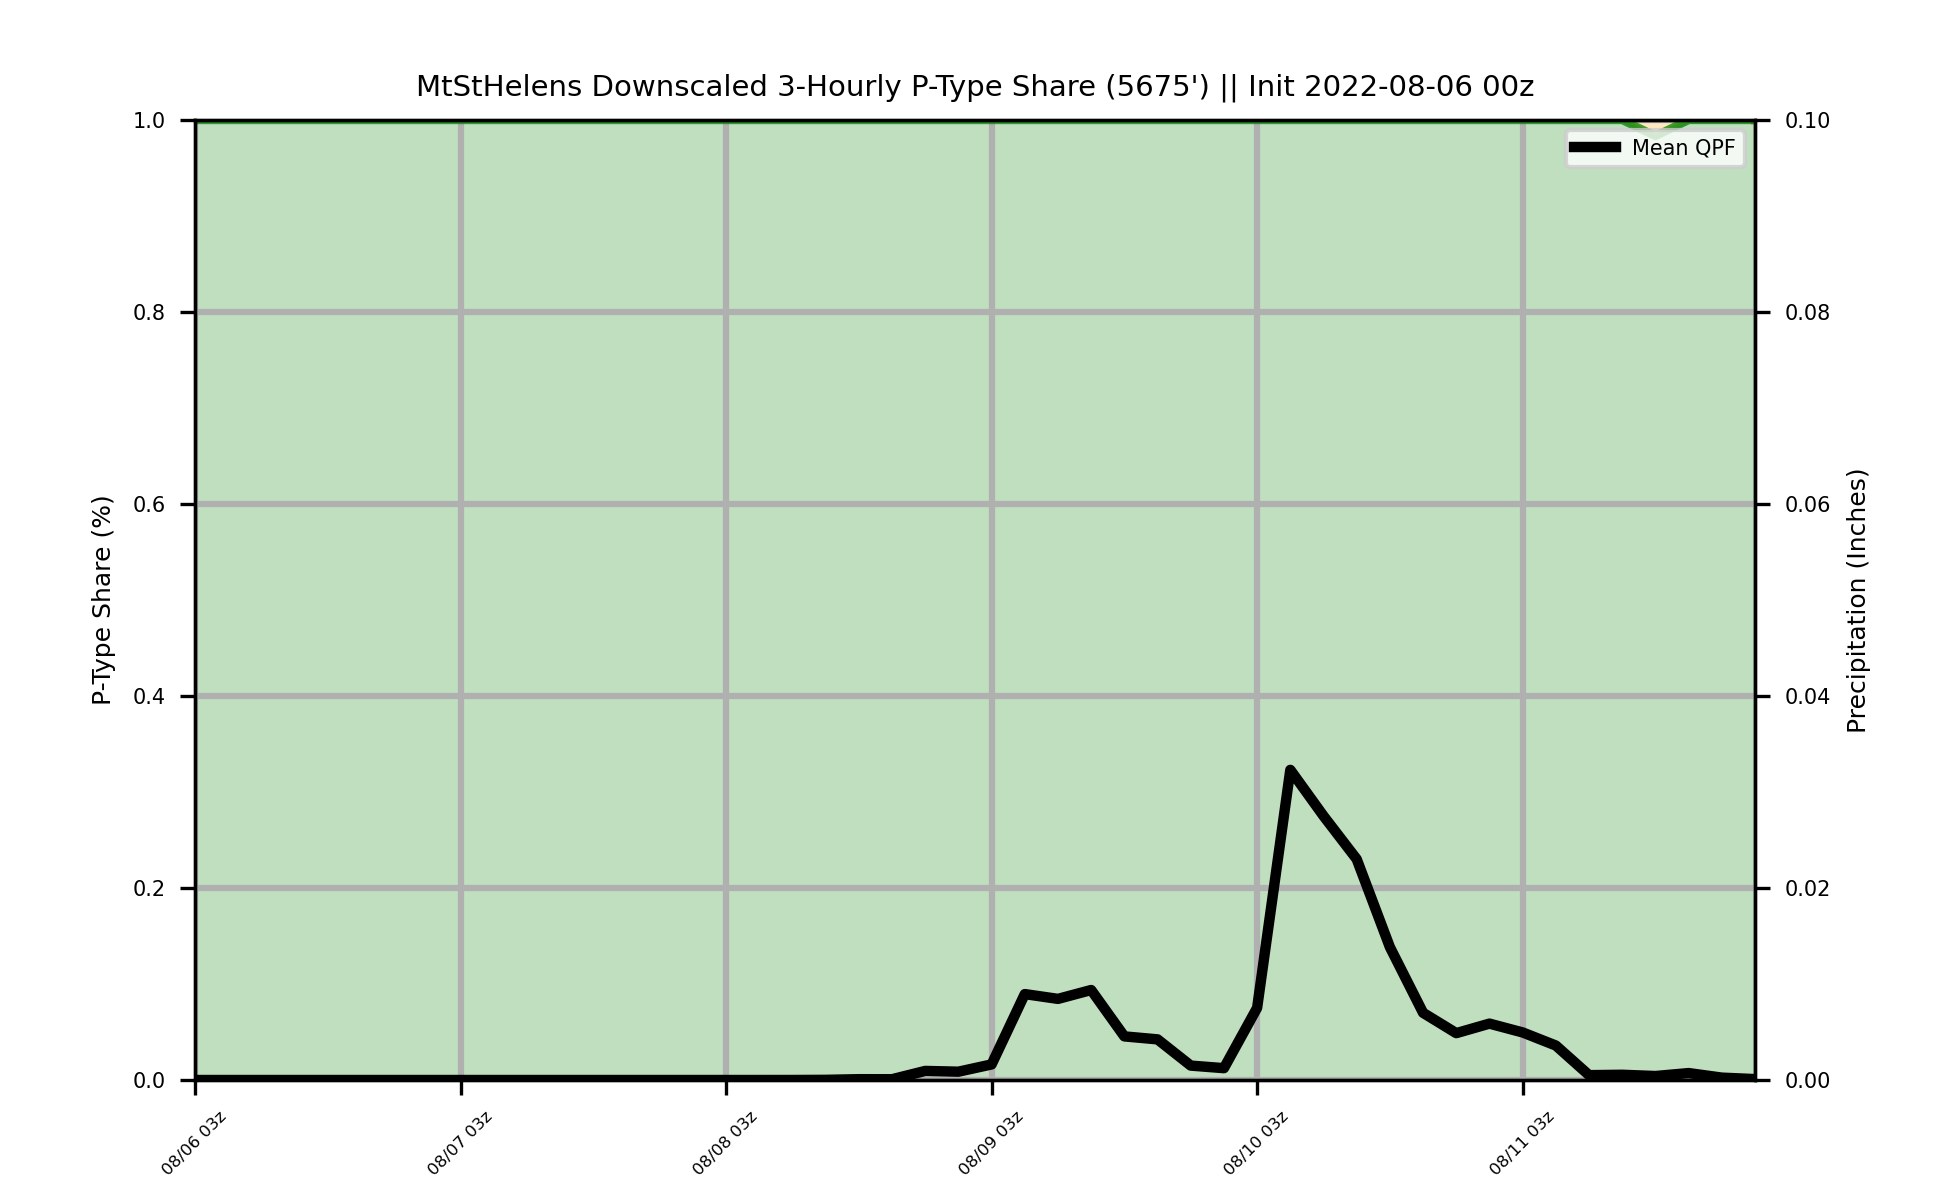 MtStHelens Downscaled 3-Hourly P-Type Share (5675') || Init 2022-08-06 00z
Mean QPF
P-Type Share (%)
1.0
0.8
0.6
0.4
0.2
0.0
0.10
0.08
0.06
0.04
0.02
0.00
Precipitation (Inches)
08/06 03z
08/07 03z
08/08 03z
08/09 03z
08/10 03z
08/11 03z